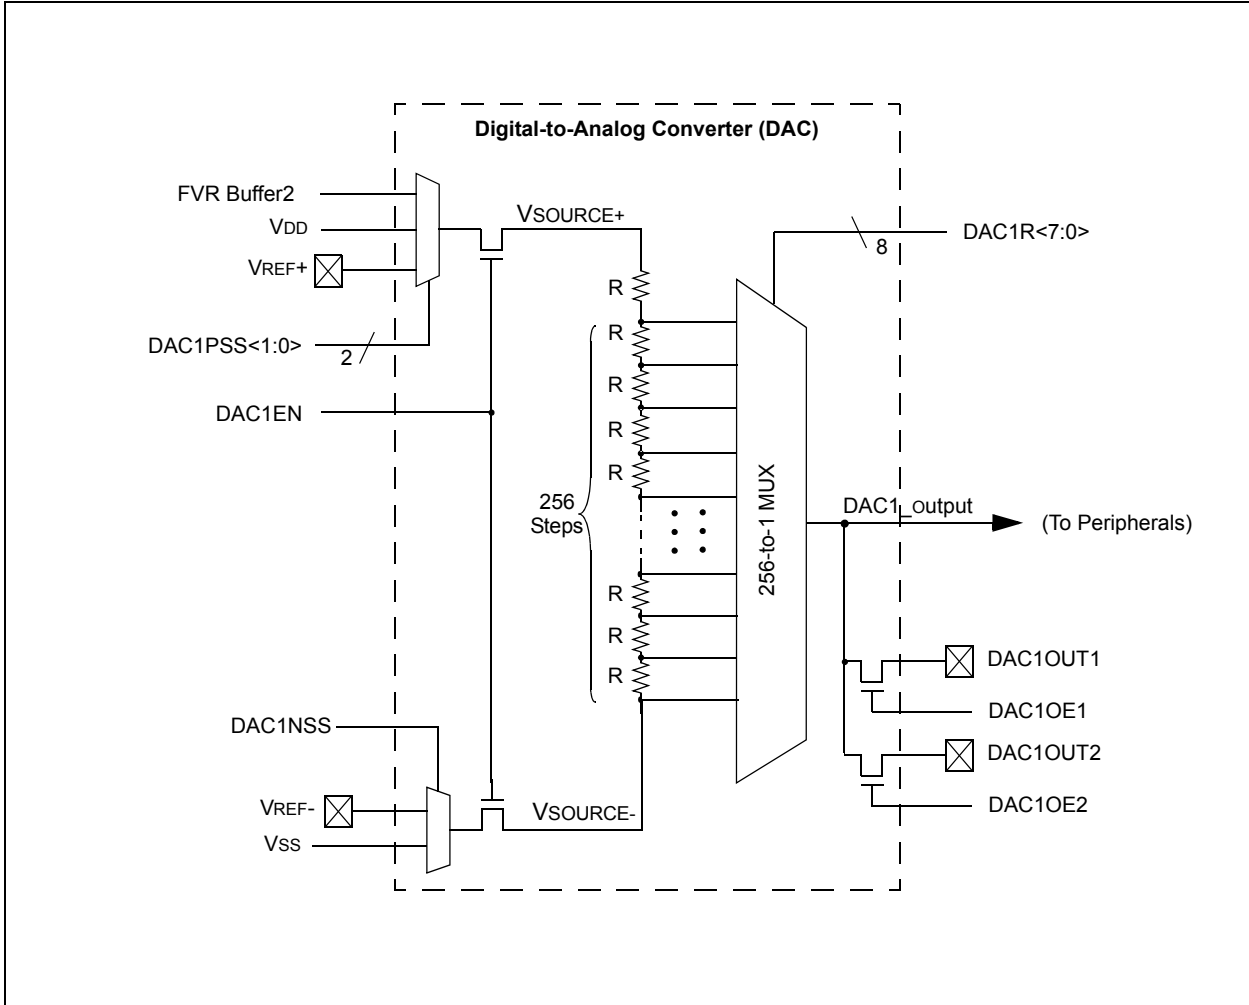 Digital-to-Analog Converter (DAC)
FVR Buffer2
VDD
VREF+
DAC1PSS<1:0>
2
DAC1EN
VSOURCE+
8
DAC1R<7:0>
R
R
R
R
R
256
Steps
R
R
R
256-to-1 MUX
DAC1_Output
(To Peripherals)
DAC1OUT1
DAC1OE1
DAC1OUT2
DAC1OE2
DAC1NSS
VREF-
VSS
VSOURCE-